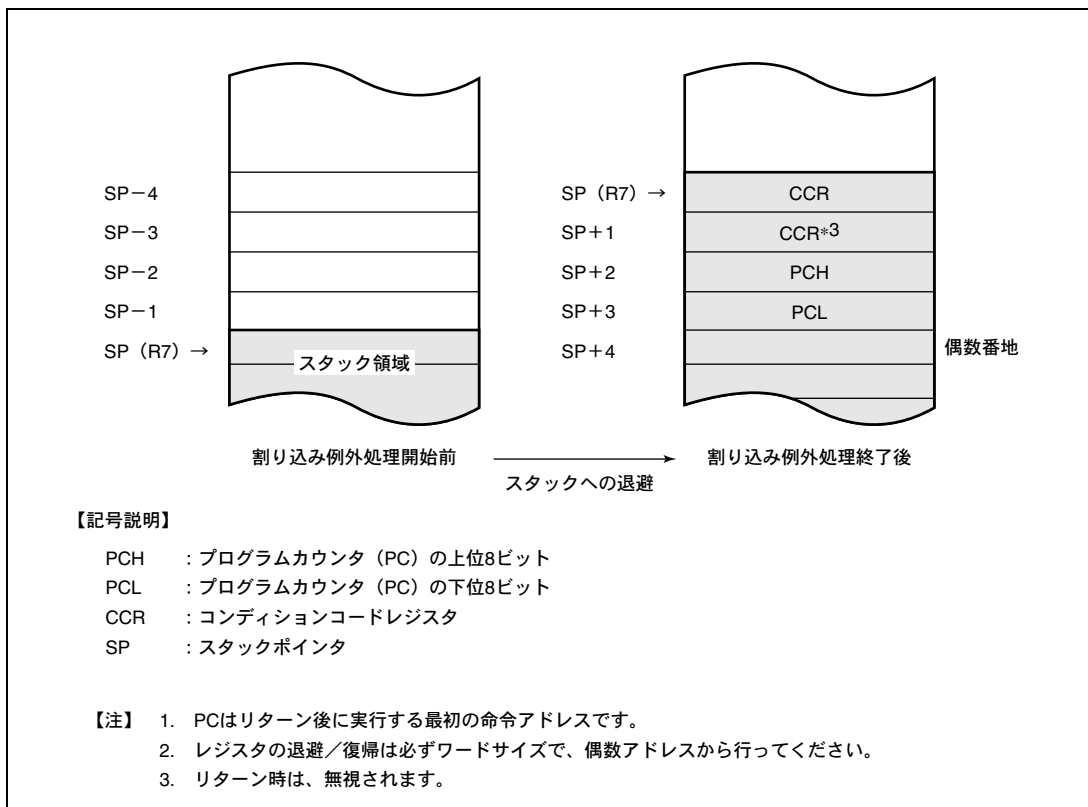 SP－4
SP－3
SP－2
SP－1
SP（R7）→
スタック領域
SP（R7）→
SP＋1
SP＋2
SP＋3
SP＋4
CCR
CCR*3
PCH
PCL
偶数番地
割り込み例外処理開始前
スタックへの退避
割り込み例外処理終了後
【記号説明】
PCH ：プログラムカウンタ（PC）の上位8ビット
PCL ：プログラムカウンタ（PC）の下位8ビット
CCR ：コンディションコードレジスタ
SP ：スタックポインタ
【注】 1. PCはリターン後に実行する最初の命令アドレスです。
2. レジスタの退避／復帰は必ずワードサイズで、偶数アドレスから行ってください。
3. リターン時は、無視されます。